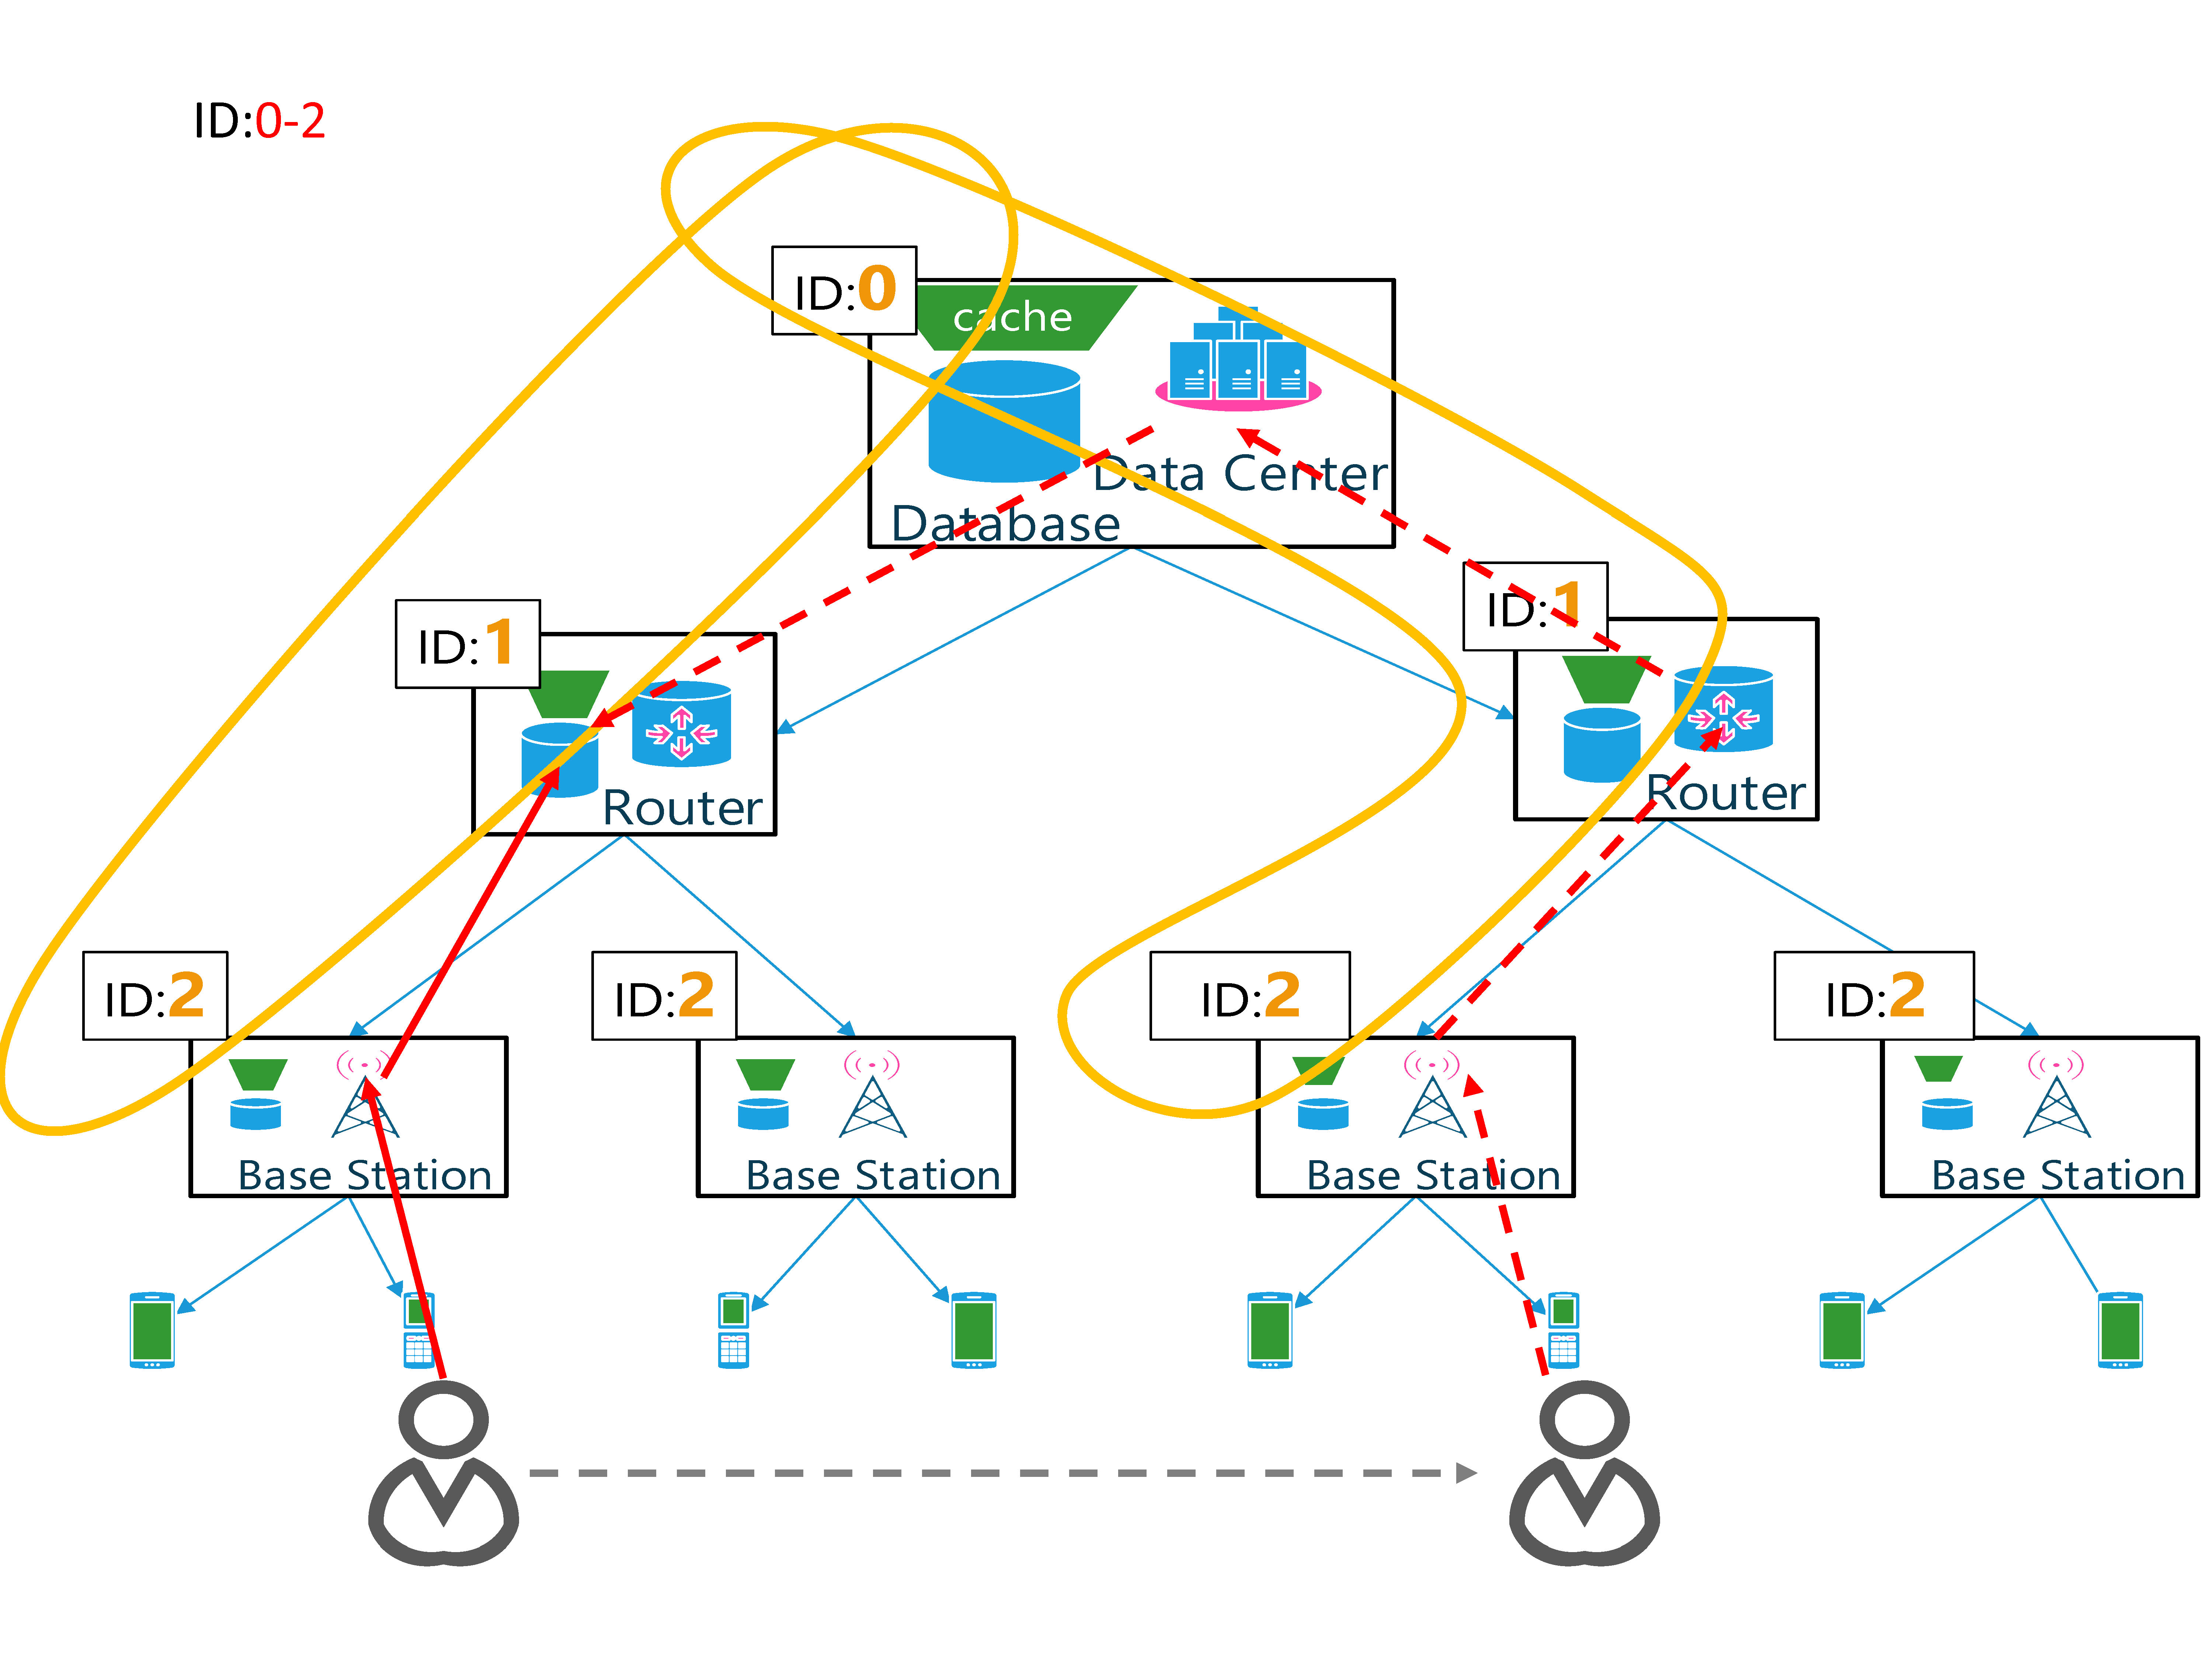 ID:0-2
ID:0
cache
Data Center
Database
ID:1
ID:1
Router
Router
ID:2
ID:2
ID:2
ID:2
Base Station
Base Station
Base Station
Base Station